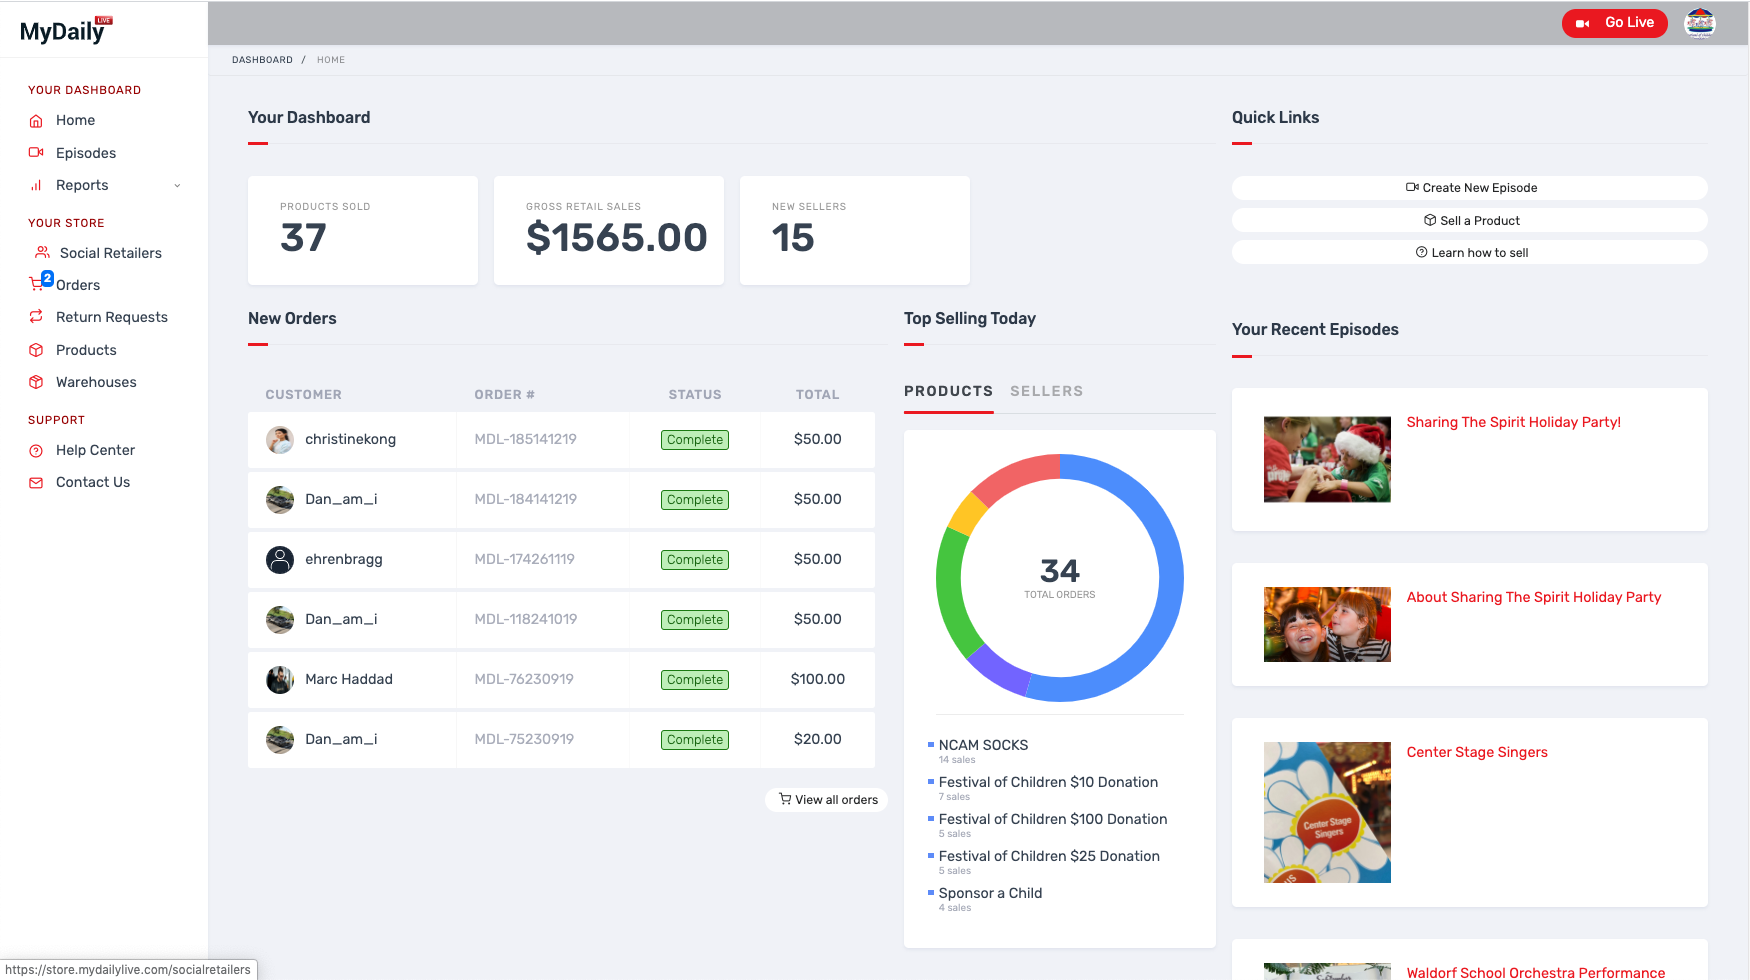 MyDaily
LIVE
Go Live
DASHBOARD / HOME
YOUR DASHBOARD
Home
Episodes
Reports
YOUR STORE
Social Retailers
2
Orders
Return Requests
Products
Warehouses
SUPPORT
Help Center
Contact Us
Your Dashboard
PRODUCTS SOLD
37
GROSS RETAIL SALES
$1565.00
NEW SELLERS
15
New Orders
CUSTOMER ORDER # STATUS TOTAL
christinekong MDL-185141219 Complete $50.00
Dan_am_i MDL-184141219 Complete $50.00
ehrenbragg MDL-174261119 Complete $50.00
Dan_am_i MDL-118241019 Complete $50.00
Marc Haddad MDL-76230919 Complete $100.00
Dan_am_i MDL-75230919 Complete $20.00
View all orders
Top Selling Today
PRODUCTS SELLERS
34
TOTAL ORDERS
NCAM SOCKS
14 sales
Festival of Children $10 Donation
7 sales
Festival of Children $100 Donation
5 sales
Festival of Children $25 Donation
5 sales
Sponsor a Child
4 sales
Quick Links
Create New Episode
Sell a Product
Learn how to sell
Your Recent Episodes
Sharing The Spirit Holiday Party!
About Sharing The Spirit Holiday Party
Center Stage
Singers
Center Stage Singers
Waldorf School Orchestra Performance
https://store.mydailylive.com/socialretailers